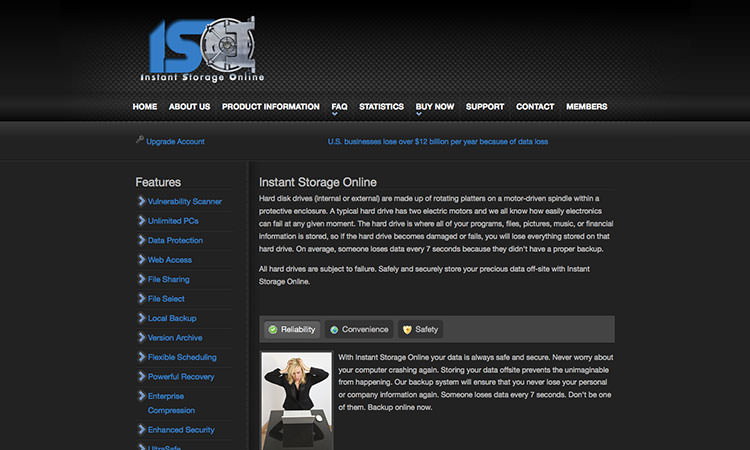 ISOI
Instant Storage Online
HOME ABOUT US PRODUCT INFORMATION FAQ STATISTICS BUY NOW SUPPORT CONTACT MEMBERS
Upgrade Account
U.S. businesses lose over $12 billion per year because of data loss
Features
Vulnerability Scanner
Unlimited PCs
Data Protection
Web Access
File Sharing
File Select
Local Backup
Version Archive
Flexible Scheduling
Powerful Recovery
Enterprise
Compression
Enhanced Security
UltraSafe
Instant Storage Online
Hard disk drives (internal or external) are made up of rotating platters on a motor-driven spindle within a
protective enclosure. A typical hard drive has two electric motors and we all know how easily electronics
can fail at any given moment. The hard drive is where all of your programs, files, pictures, music, or financial
information is stored, so if the hard drive becomes damaged or fails, you will lose everything stored on that
hard drive. On average, someone loses data every 7 seconds because they didn't have a proper backup.
All hard drives are subject to failure. Safely and securely store your precious data off-site with Instant
Storage Online.
Reliability Convenience Safety
With Instant Storage Online your data is always safe and secure. Never worry about
your computer crashing again. Storing your data offsite prevents the unimaginable
from happening. Our backup system will ensure that you never lose your personal
or company information again. Someone loses data every 7 seconds. Don't be one
of them. Backup online now.